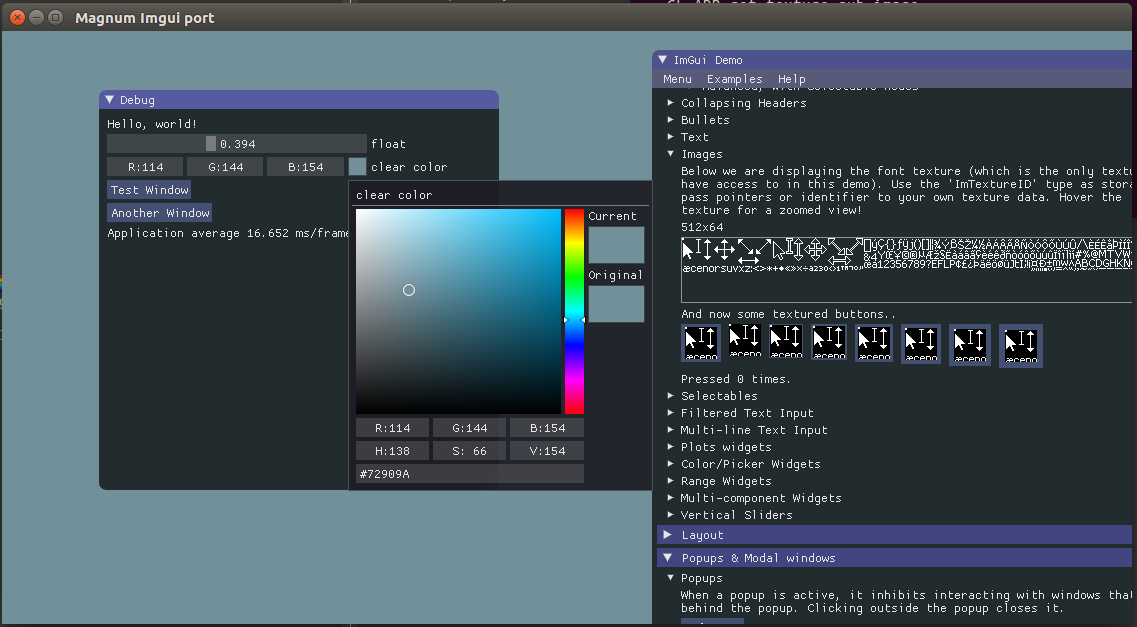 Magnum Imgui port
Debug
Hello, world!
0.394
float
R:114
G:144
B:154
clear color
Test Window
Another Window
Application average 16.652 ms/frame
clear color
Current
Original
R:114
G:144
B:154
H:138
S: 66
V:154
#72909A
ImGui Demo
Menu Examples Help
Collapsing Headers
Bullets
Text
Images
Below we are displaying the font texture (which is the only
have access to in this demo). Use the 'ImTextureID' type as
pass pointers or identifier to your own texture data. Hover the
texture for a zoomed view!
512x64
And now some textured buttons..
Pressed 0 times.
Selectables
Filtered Text Input
Multi-line Text Input
Plots widgets
Color/Picker Widgets
Range Widgets
Multi-component Widgets
Vertical Sliders
Layout
Popups & Modal windows
Popups
When a popup is active, it inhibits interacting with windows
behind the popup. Clicking outside the popup closes it.